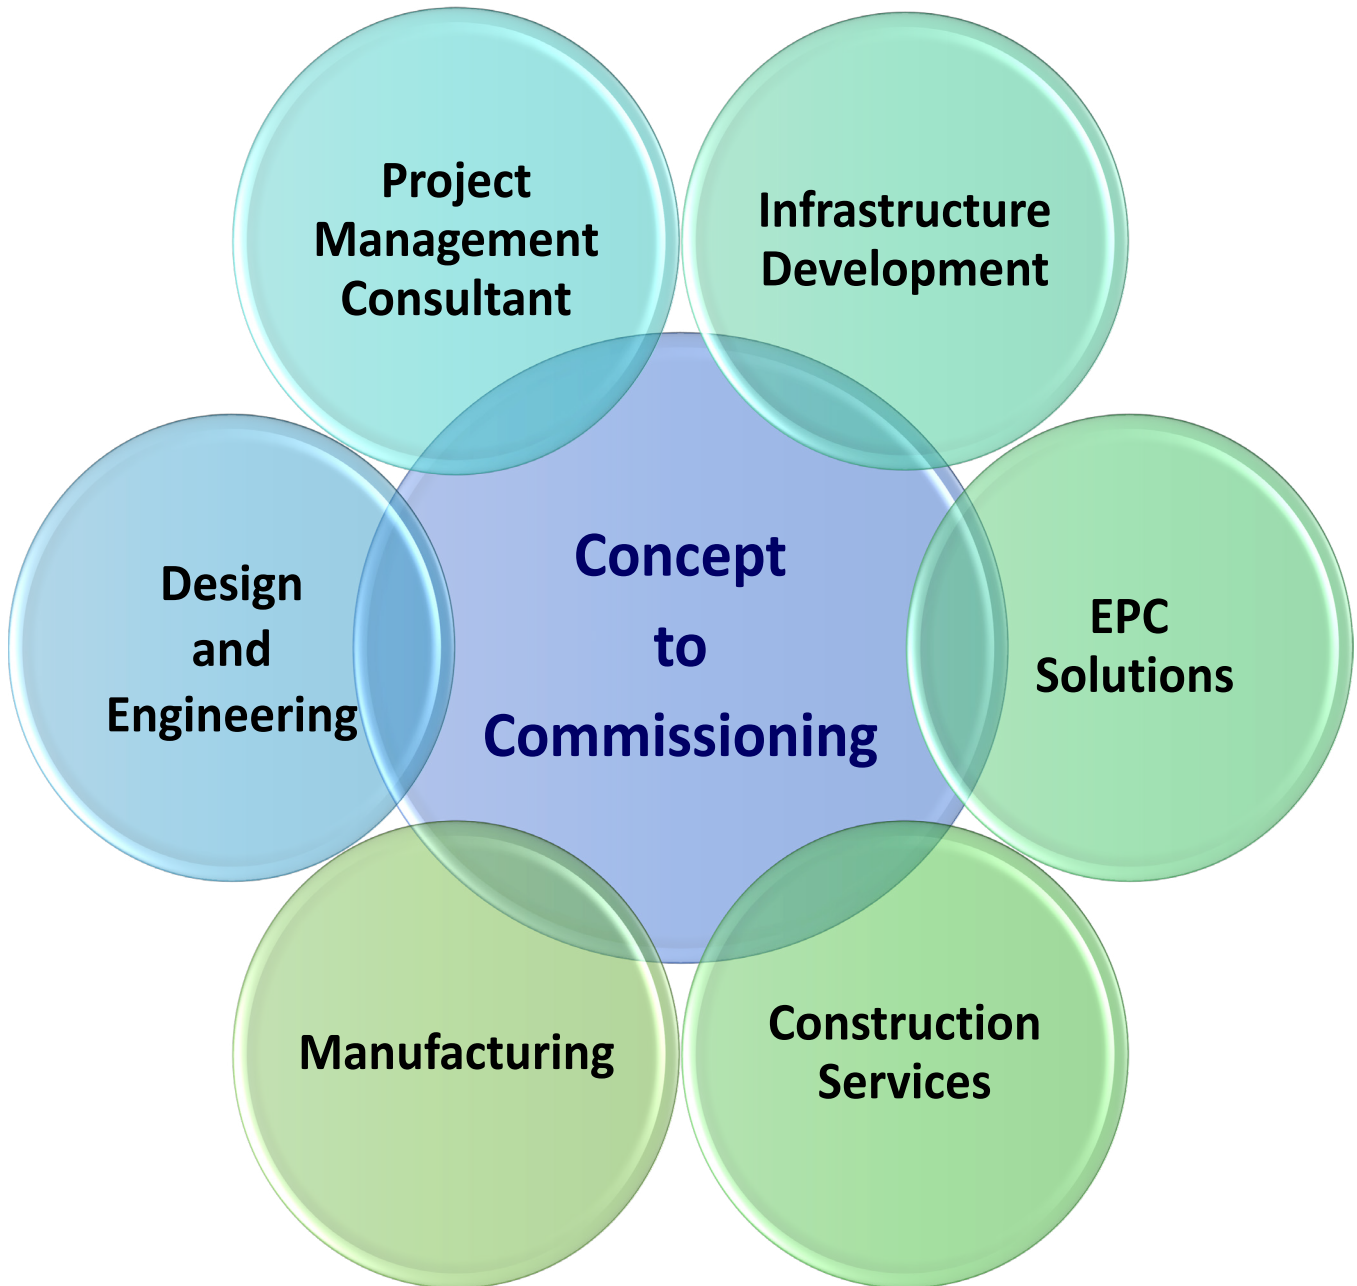 Project
Management
Consultant
Infrastructure
Development
Design
and
Engineering
Concept
to
Commissioning
EPC
Solutions
Manufacturing
Construction
Services